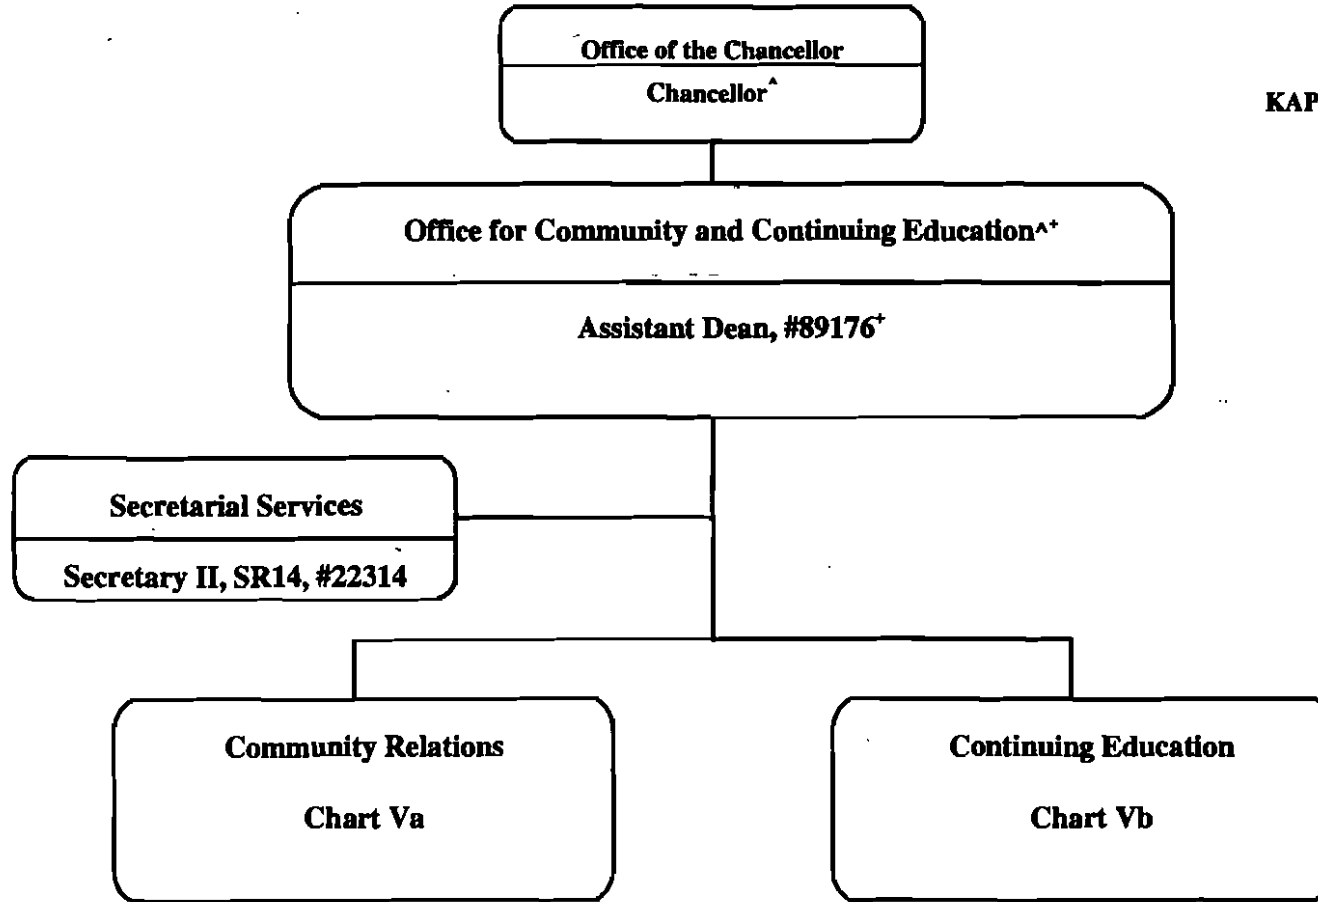 Office of the Chancellor
Chancellor^
KAP
Office for Community and Continuing Education^+
Assistant Dean, #89176+
Secretarial Services
Secretary II, SR14, #22314
Community Relations
Chart Va
Continuing Education
Chart Vb